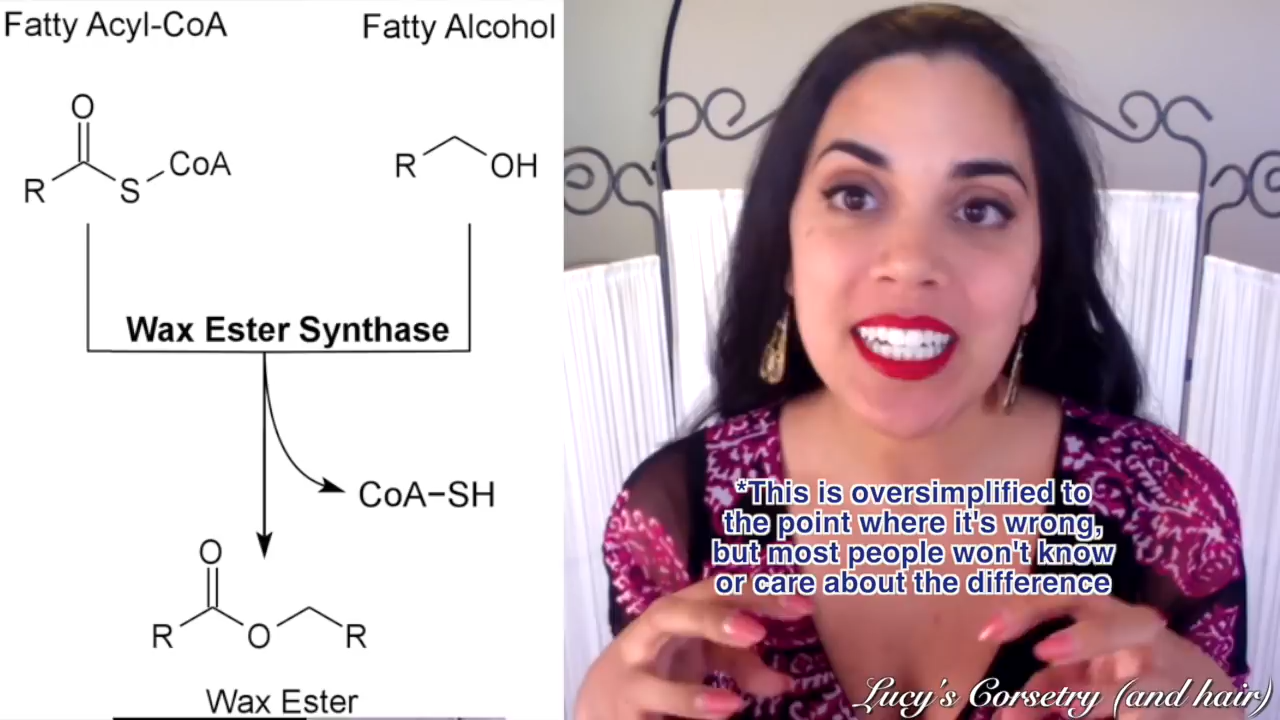 Fatty Acyl-CoA
Fatty Alcohol
O
R
S
CoA
R
OH
Wax Ester Synthase
CoA−SH
O
R
O
R
Wax Ester
*This is oversimplified to
the point where it's wrong,
but most people won't know
or care about the difference
Lucy's Corsetry (and hair)